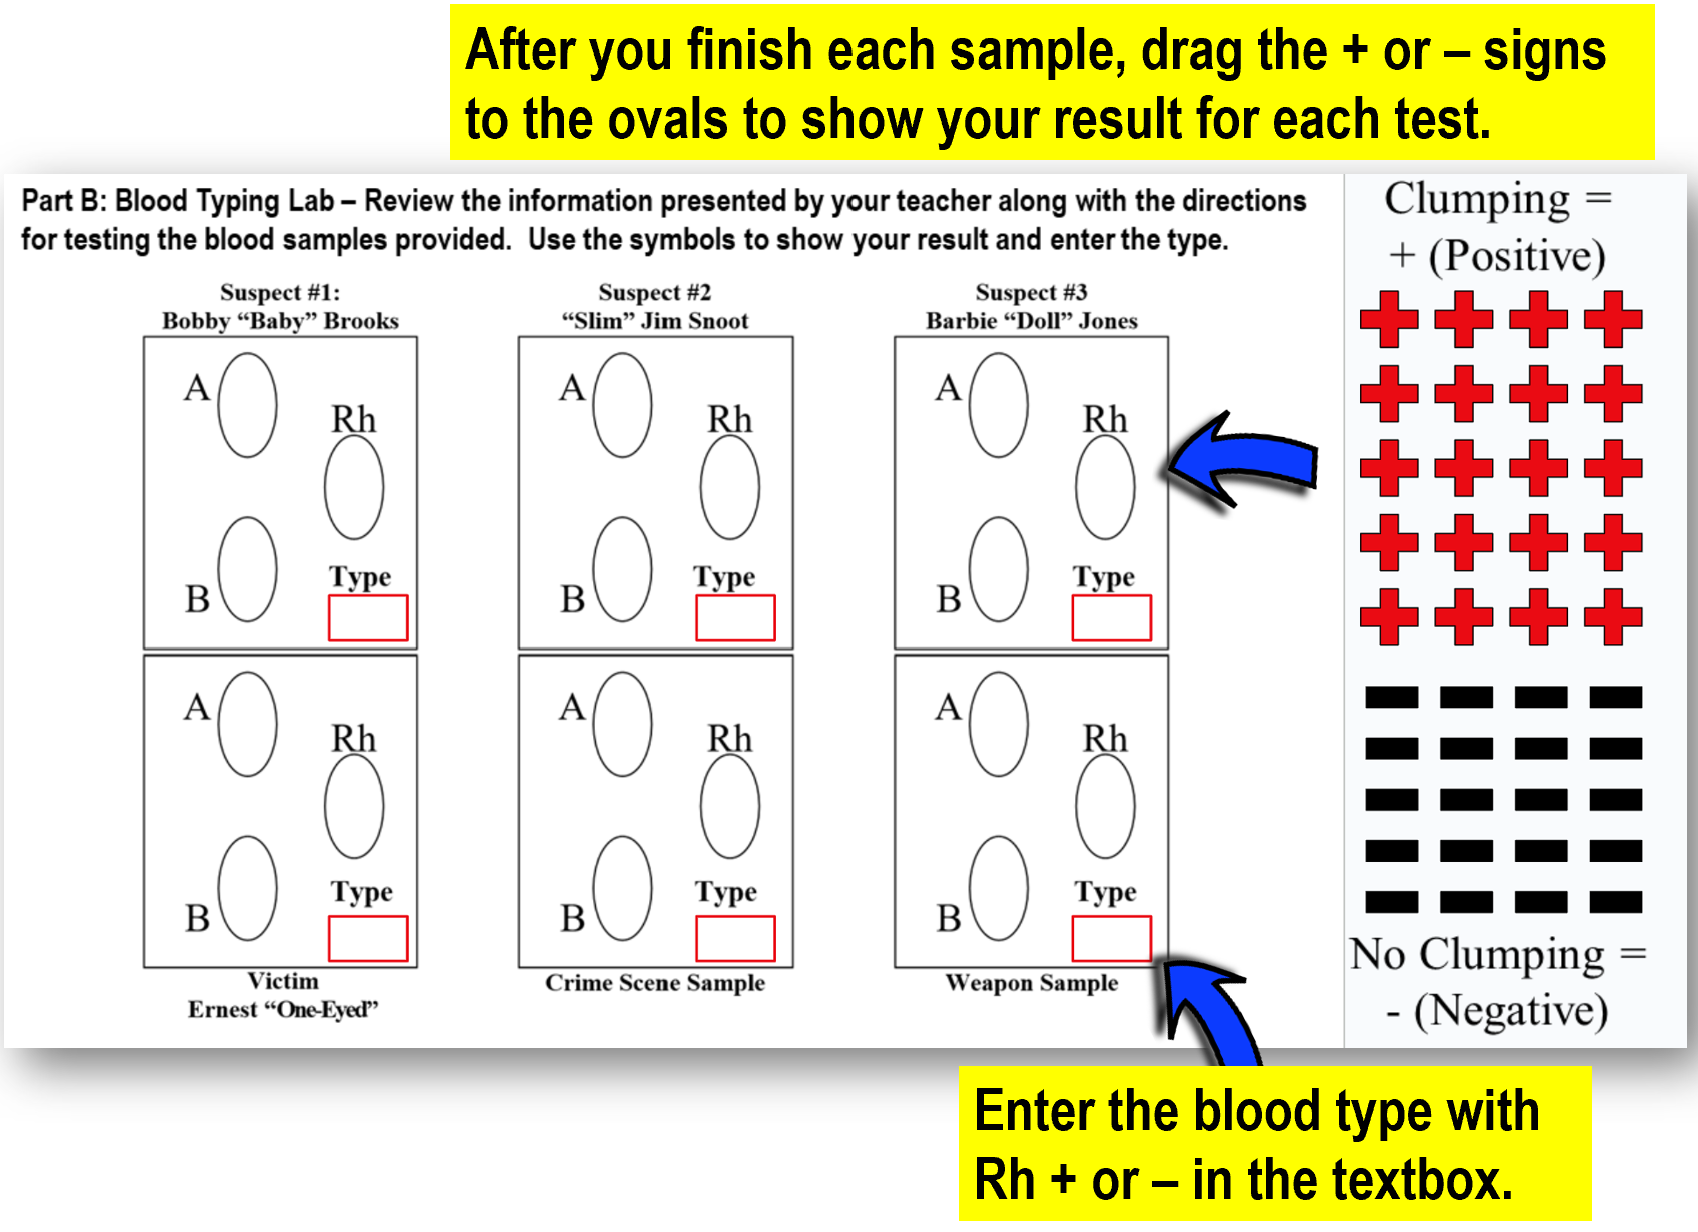 After you finish each sample, drag the + or – signs
to the ovals to show your result for each test.
Part B: Blood Typing Lab – Review the information presented by your teacher along with the directions
for testing the blood samples provided.  Use the symbols to show your result and enter the type.
Suspect #1:
Bobby “Baby” Brooks
A
Rh
B
Type
Suspect #2
“Slim” Jim Snoot
A
Rh
B
Type
Suspect #3
Barbie “Doll” Jones
A
Rh
B
Type
A
Rh
B
Type
Victim
Ernest “One-Eyed”
A
Rh
B
Type
Crime Scene Sample
A
Rh
B
Type
Weapon Sample
Clumping =
+ (Positive)
No Clumping =
- (Negative)
Enter the blood type with
Rh + or – in the textbox.